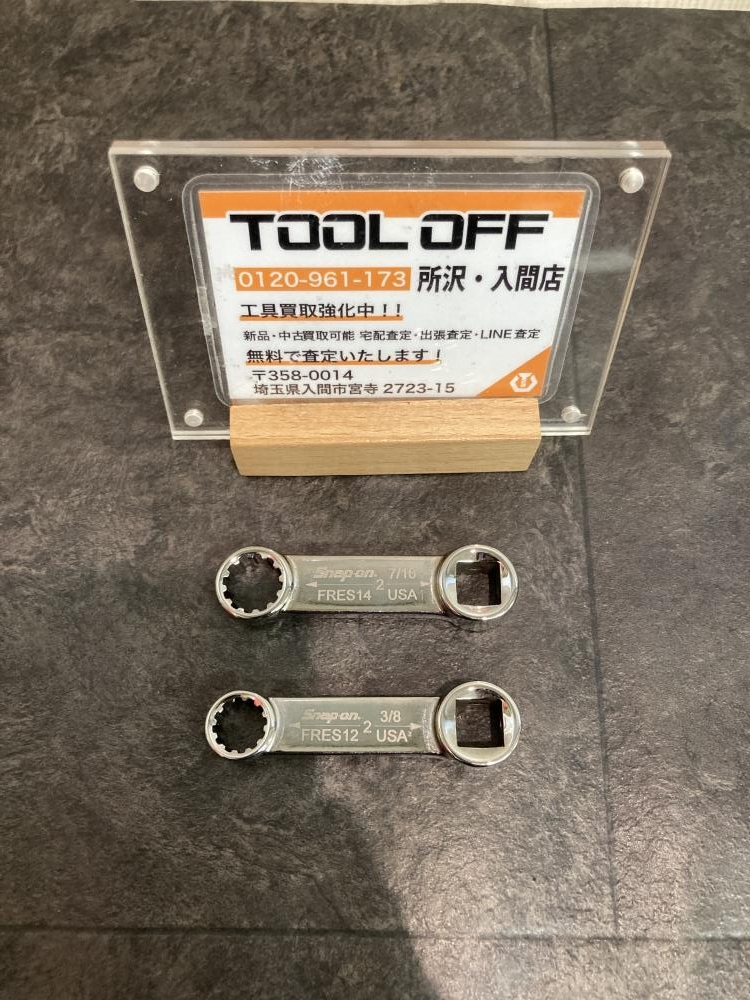 TOOL OFF
0120-961-173 所沢・入間店
工具買取強化中!!
新品・中古買取可能 宅配査定・出張査定・LINE査定
無料で査定いたします!
〒358-0014
埼玉県入間市宮寺 2723-15
Snap-on 7/16
FRES14 2 USA
Snap-on 3/8
FRES12 2 USA